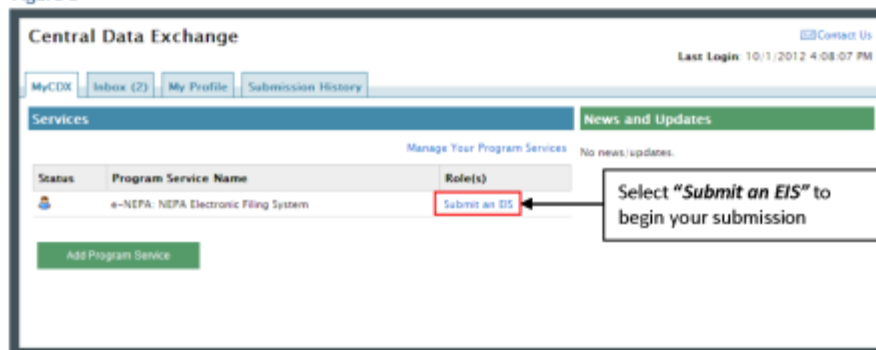 Central Data Exchange
Contact Us
Last Login 10/1/2012 4:08:07 PM
MyCDX Inbox (2) My Profile Submission History
Services
News and Updates
Manage Your Program Services
No news/updates.
Status Program Service Name Role(s)
e-NEPA: NEPA Electronic Filing System Submit an EIS
Select "Submit an EIS" to
begin your submission
Add Program Service